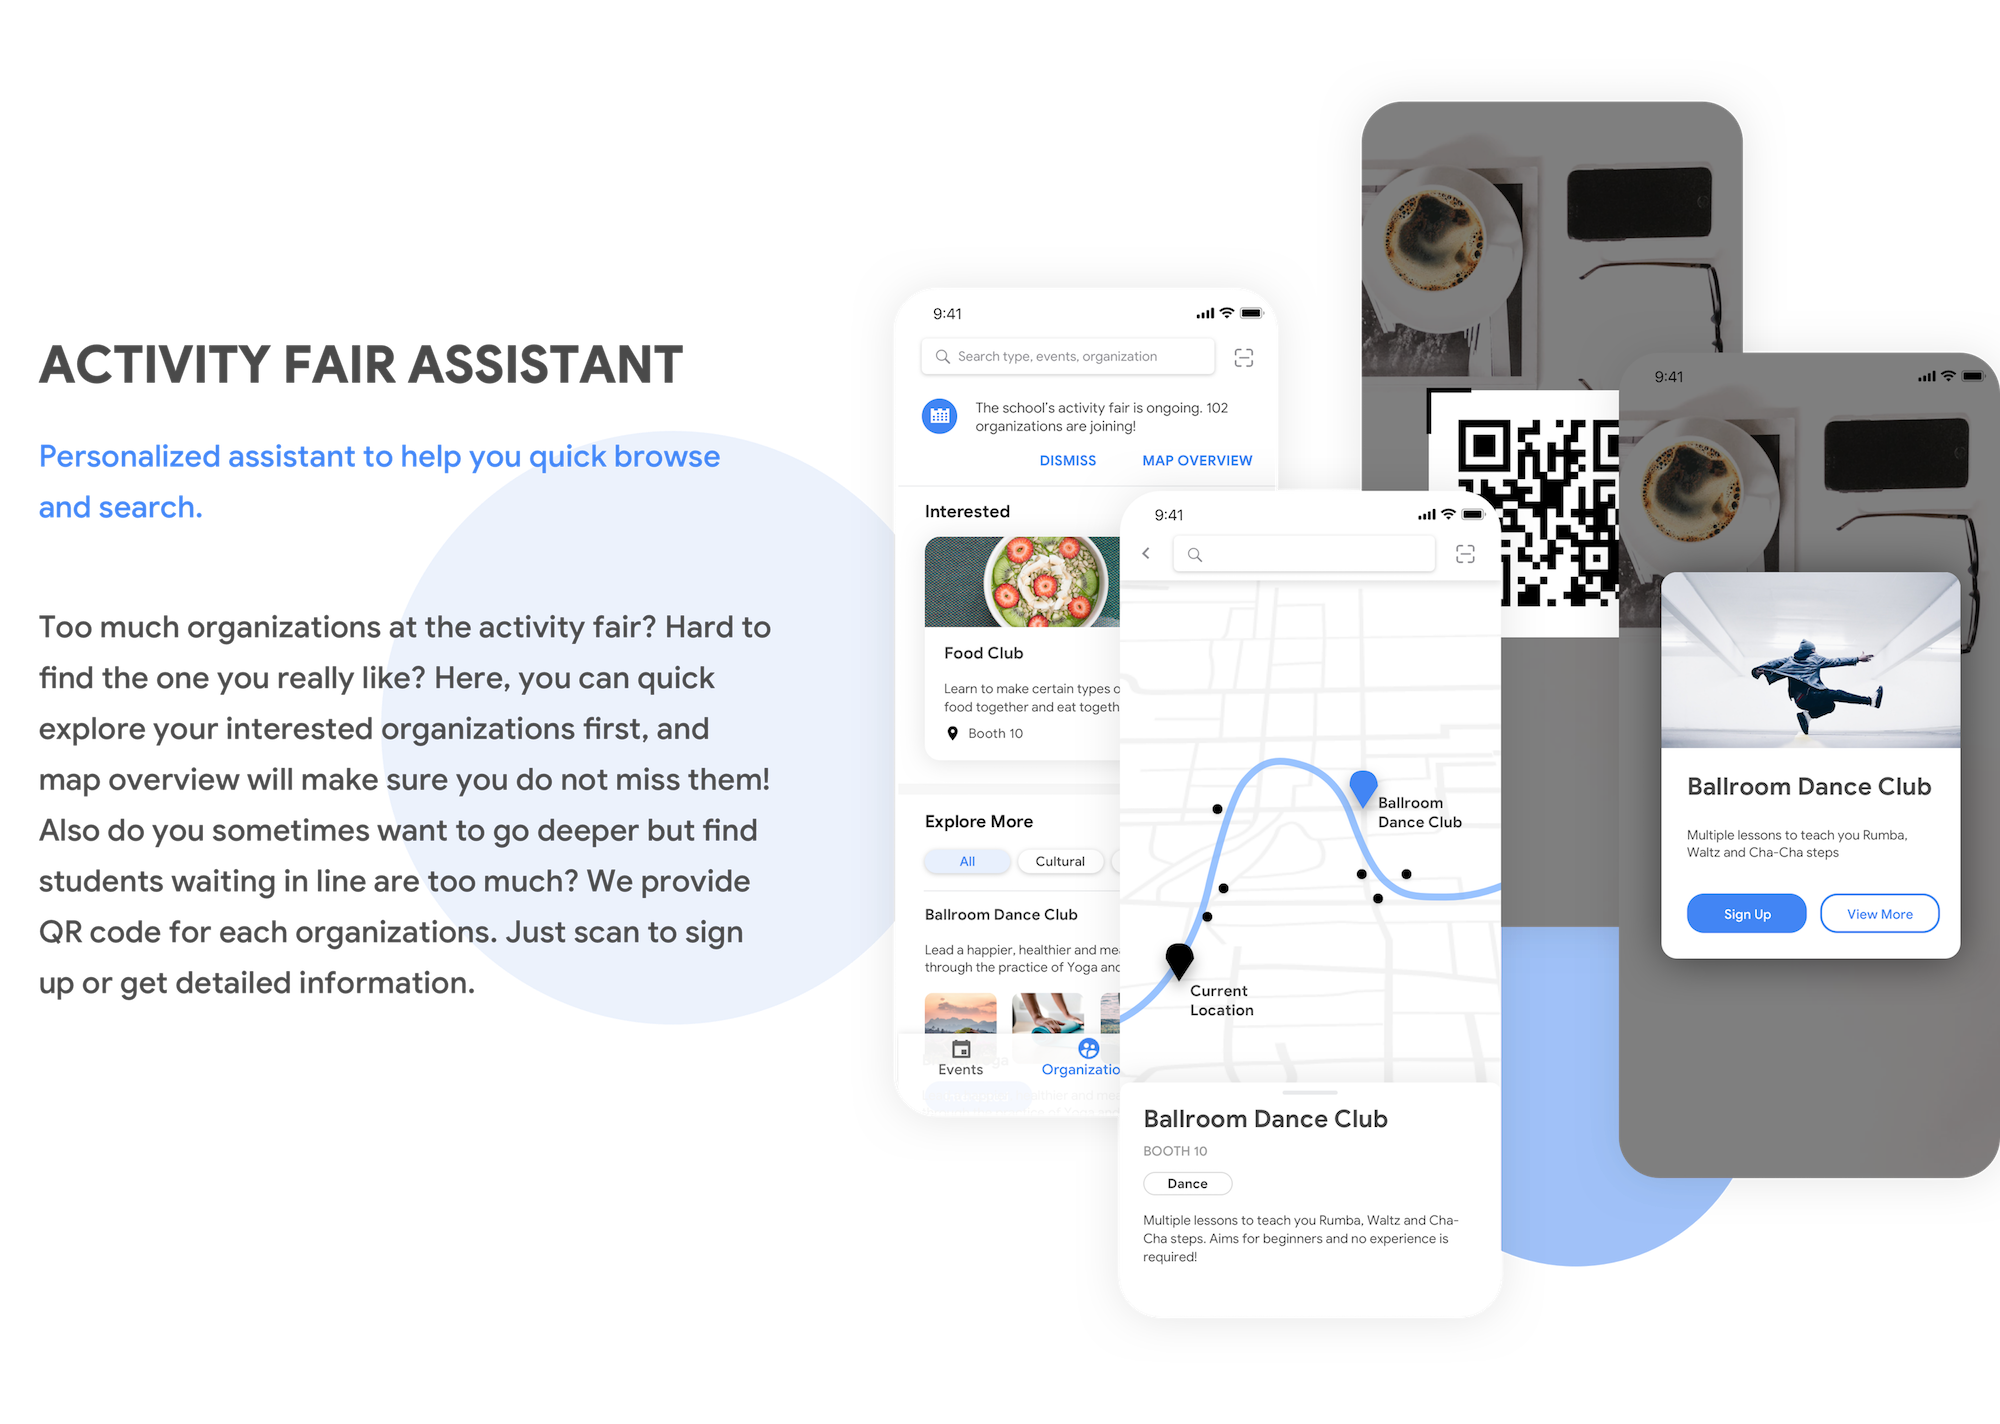 ACTIVITY FAIR ASSISTANT
Personalized assistant to help you quick browse
and search.
Too much organizations at the activity fair? Hard to
find the one you really like? Here, you can quick
explore your interested organizations first, and
map overview will make sure you do not miss them!
Also do you sometimes want to go deeper but find
students waiting in line are too much? We provide
QR code for each organizations. Just scan to sign
up or get detailed information.
9:41
Search type, events, organization
The school's activity fair is ongoing. 102
organizations are joining!
DISMISS MAP OVERVIEW
Interested
Food Club
Learn to make certain types
food together and eat
Booth 10
Explore More
All Cultural
Ballroom Dance Club
Lead a happier, healthier and
through the practice of Yoga
Events
9:41
Ballroom
Dance Club
Current
Location
Ballroom Dance Club
BOOTH 10
Dance
Multiple lessons to teach you Rumba, Waltz and Cha-
Cha steps. Aims for beginners and no experience is
required!
9:41
Ballroom Dance Club
Multiple lessons to teach you Rumba,
Waltz and Cha-Cha steps
Sign Up View More